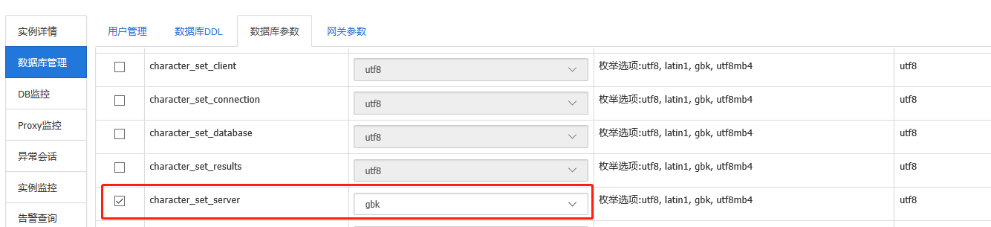 实例详情
数据库管理
DB监控
Proxy监控
异常会话
实例监控
告警查询
用户管理 数据库DDL 数据库参数 网关参数
character_set_client utf8 枚举选项:utf8, latin1, gbk, utf8mb4 utf8
character_set_connection utf8 枚举选项:utf8, latin1, gbk, utf8mb4 utf8
character_set_database utf8 枚举选项:utf8, latin1, gbk, utf8mb4 utf8
character_set_results utf8 枚举选项:utf8, latin1, gbk, utf8mb4 utf8
character_set_server gbk 枚举选项:utf8, latin1, gbk, utf8mb4 utf8